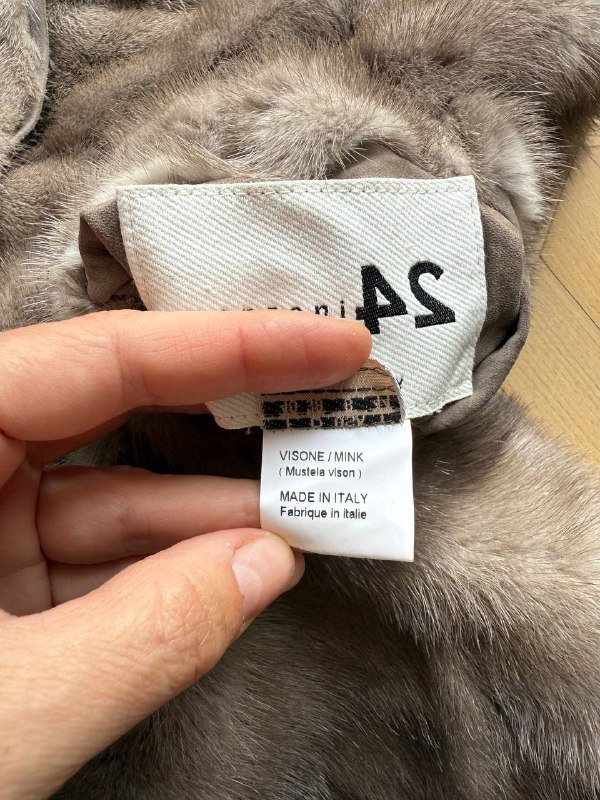 24
VISONE / MINK
( Mustela vison )
MADE IN ITALY
Fabrique in italie